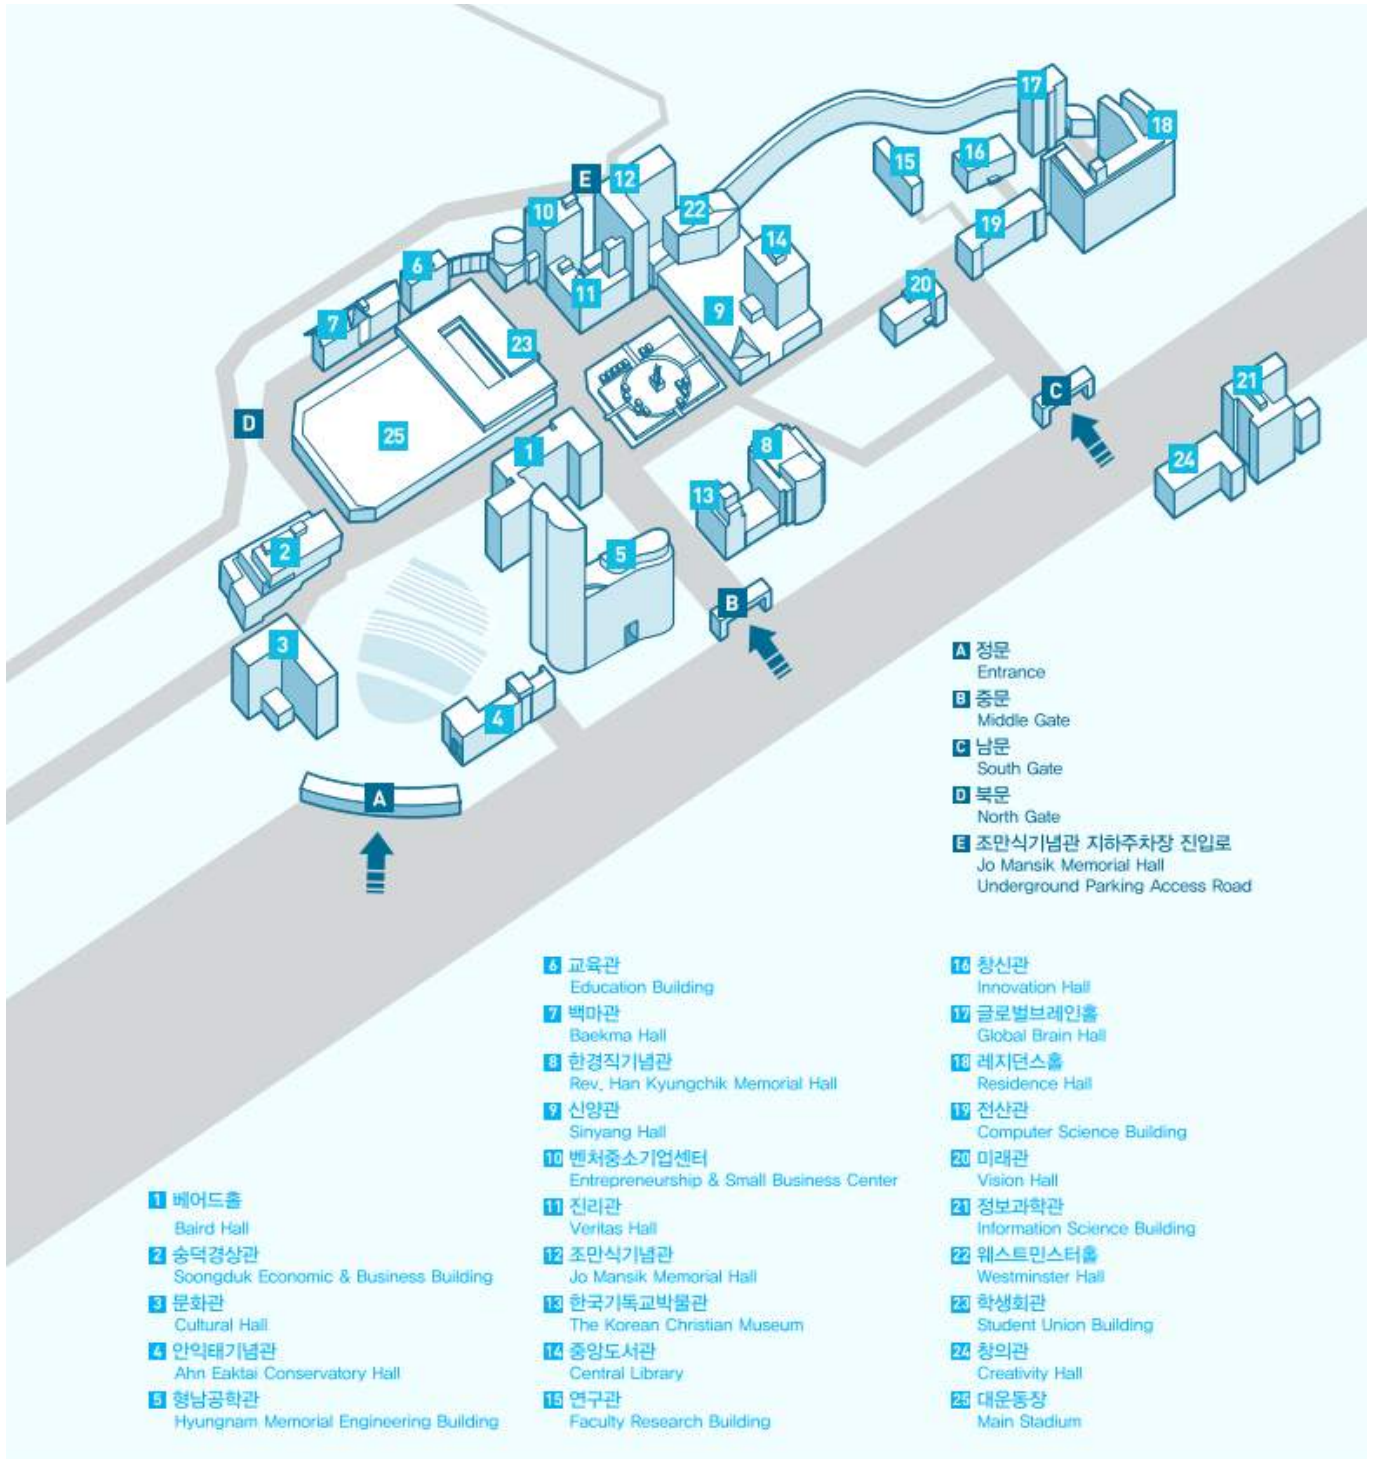 17
18
16
15
E
12
10
22
19
14
6
20
11
9
7
23
C
21
D
25
1
8
24
13
2
5
B
3
4
A
A 정문
Entrance
B 중문
Middle Gate
C 남문
South Gate
D 북문
North Gate
E 조만식기념관 지하주차장 진입로
Jo Mansik Memorial Hall
Underground Parking Access Road
1 베어드홀
Baird Hall
2 숭덕경상관
Soongduk Economic & Business Building
3 문화관
Cultural Hall
4 안익태기념관
Ahn Eaktai Conservatory Hall
5 형남공학관
Hyungnam Memorial Engineering Building
6 교육관
Education Building
7 백마관
Baekma Hall
8 한경직기념관
Rev. Han Kyungchik Memorial Hall
9 신양관
Sinyang Hall
10 벤처중소기업센터
Entrepreneurship & Small Business Center
11 진리관
Veritas Hall
12 조만식기념관
Jo Mansik Memorial Hall
13 한국기독교박물관
The Korean Christian Museum
14 중앙도서관
Central Library
15 연구관
Faculty Research Building
16 창신관
Innovation Hall
17 글로벌브레인홀
Global Brain Hall
18 레지던스홀
Residence Hall
19 전산관
Computer Science Building
20 미래관
Vision Hall
21 정보과학관
Information Science Building
22 웨스트민스터홀
Westminster Hall
23 학생회관
Student Union Building
24 창의관
Creativity Hall
25 대운동장
Main Stadium